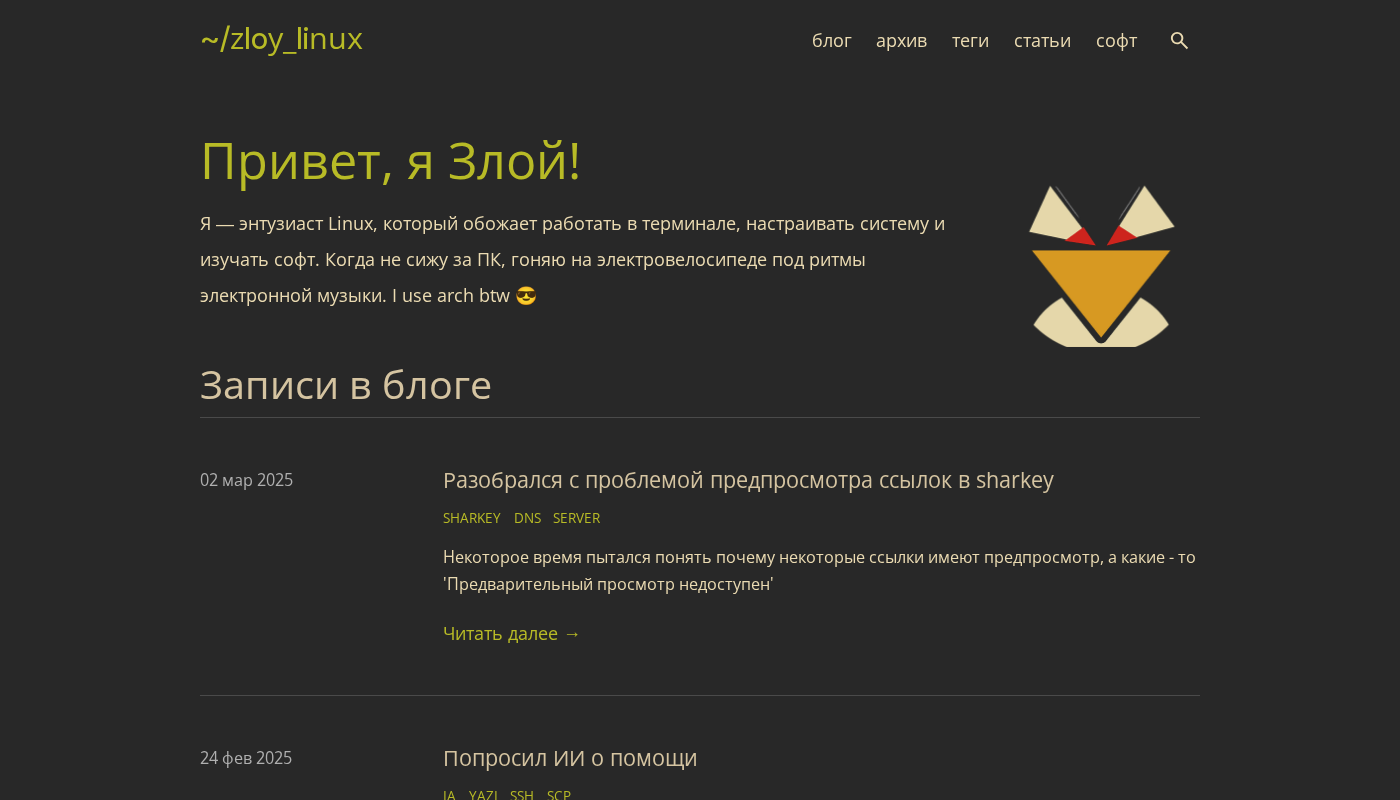 ~/zloy_linux
блог архив теги статьи софт
Привет, я Злой!
Я — энтузиаст Linux, который обожает работать в терминале, настраивать систему и
изучать софт. Когда не сижу за ПК, гоняю на электровелосипеде под ритмы
электронной музыки. I use arch btw 😎
Записи в блоге
02 мар 2025
Разобрался с проблемой предпросмотра ссылок в sharkey
SHARKEY DNS SERVER
Некоторое время пытался понять почему некоторые ссылки имеют предпросмотр, а какие - то
'Предварительный просмотр недоступен'
Читать далее →
24 фев 2025
Попросил ИИ о помощи
IA YAZI SSH SCP